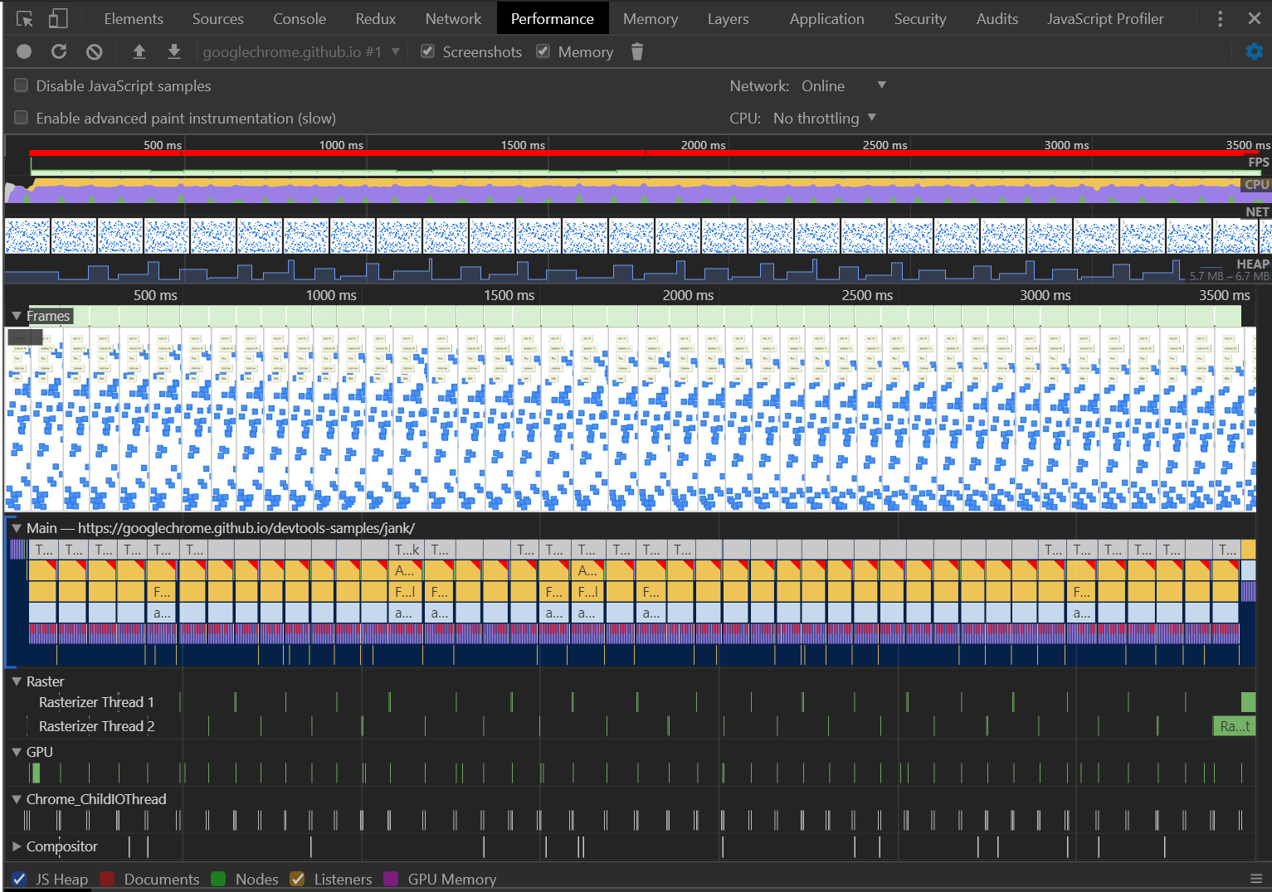 Elements Sources Console Redux Network Performance Memory Layers Application Security Audits JavaScript Profiler
googlechrome.github.io #1 Screenshots Memory
Disable JavaScript samples Network: Online
Enable advanced paint instrumentation (slow) CPU: No throttling
500 ms 1000 ms 1500 ms 2000 ms 2500 ms 3000 ms 3500 ms
FPS
CPU
NET
HEAP
5.7 MB – 6.7 MB
500 ms 1000 ms 1500 ms 2000 ms 2500 ms 3000 ms 3500 ms
Frames
Main — https://googlechrome.github.io/devtools-samples/jank/
T... T... T... T... T... T... T...k T... T... T... T... T... T... T... T... T... T... T... T... T...
A... A...
F... F...l F... F... F...l F... F...
a... a... a... a... a... a... a...
Raster
Rasterizer Thread 1
Rasterizer Thread 2 Ra...t
GPU
Chrome_ChildIOThread
Compositor
JS Heap Documents Nodes Listeners GPU Memory